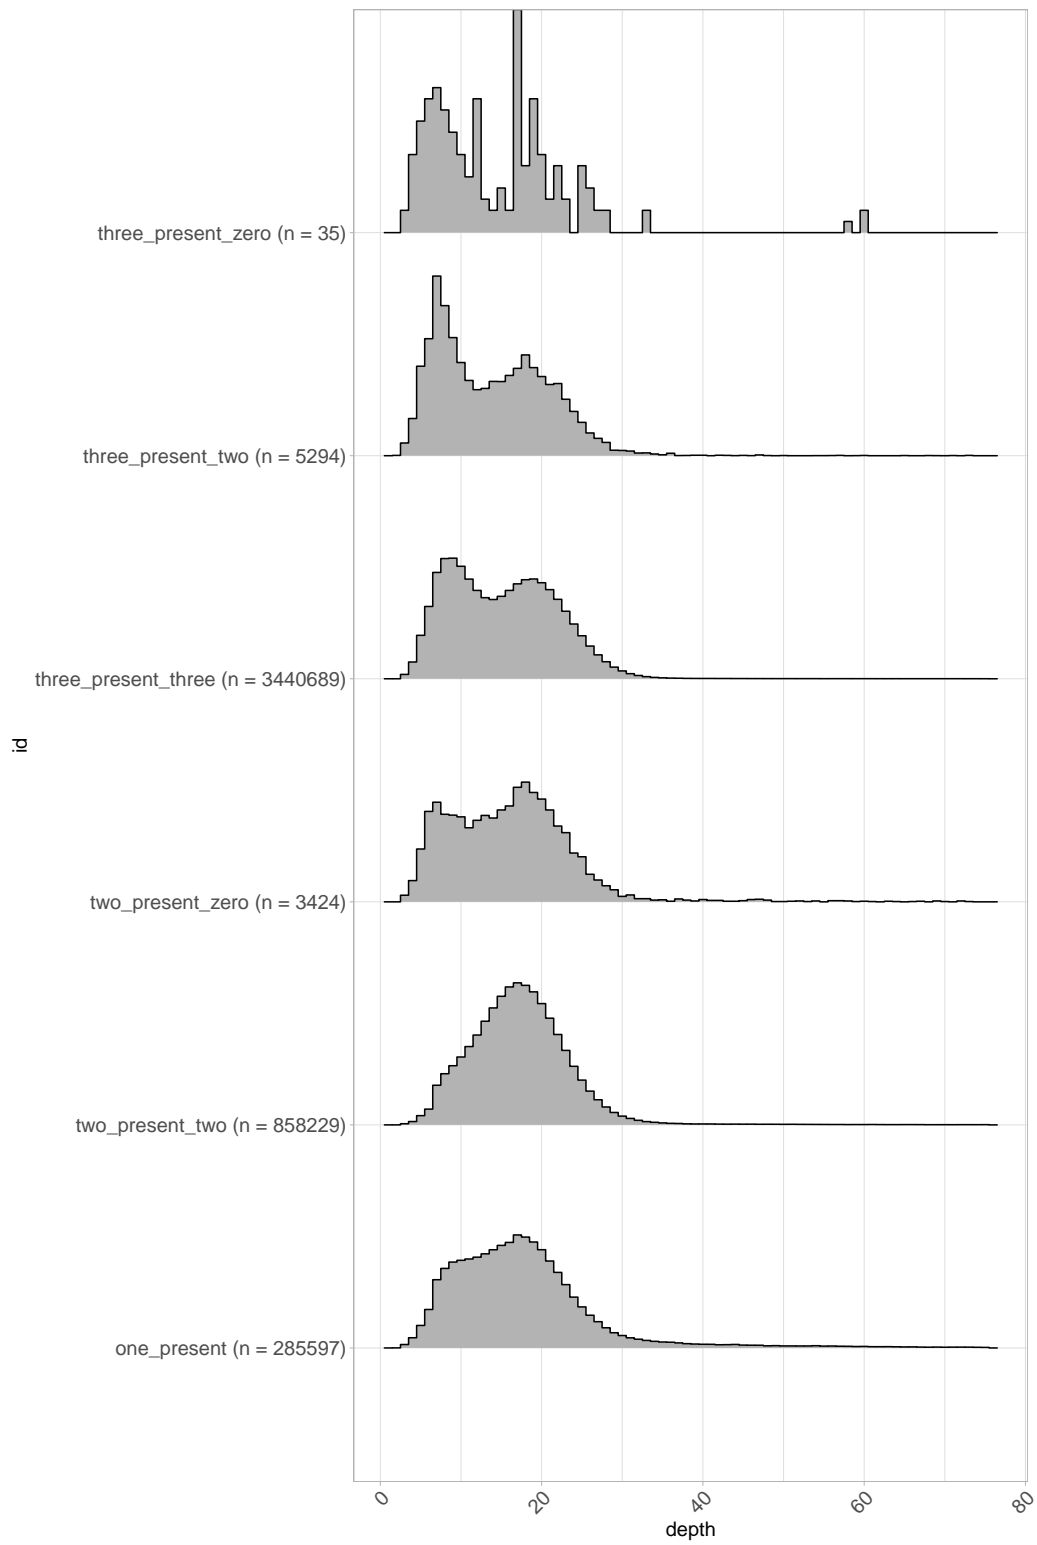 three_present_zero (n = 35)
three_present_two (n = 5294)
three_present_three (n = 3440689)
id
two_present_zero (n = 3424)
two_present_two (n = 858229)
one_present (n = 285597)
0
20
40
60
80
depth